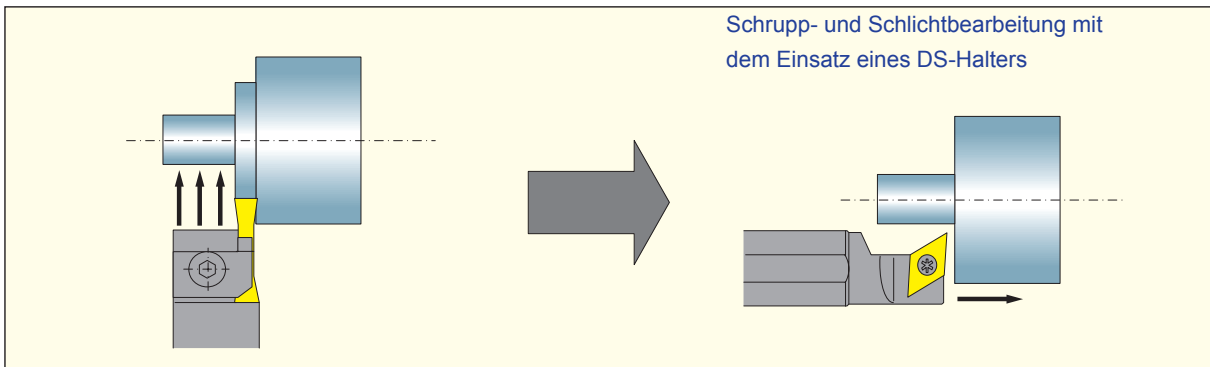 Schrupp- und Schlichtbearbeitung mit
dem Einsatz eines DS-Halters